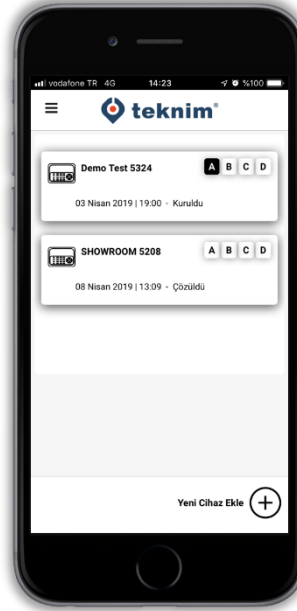 vodafone TR 4G 14:23 %100
teknim®
Demo Test 5324 A B C D
03 Nisan 2019 | 19:00 - Kuruldu
SHOWROOM 5208 A B C D
08 Nisan 2019 | 13:09 - Çözüldü
Yeni Cihaz Ekle